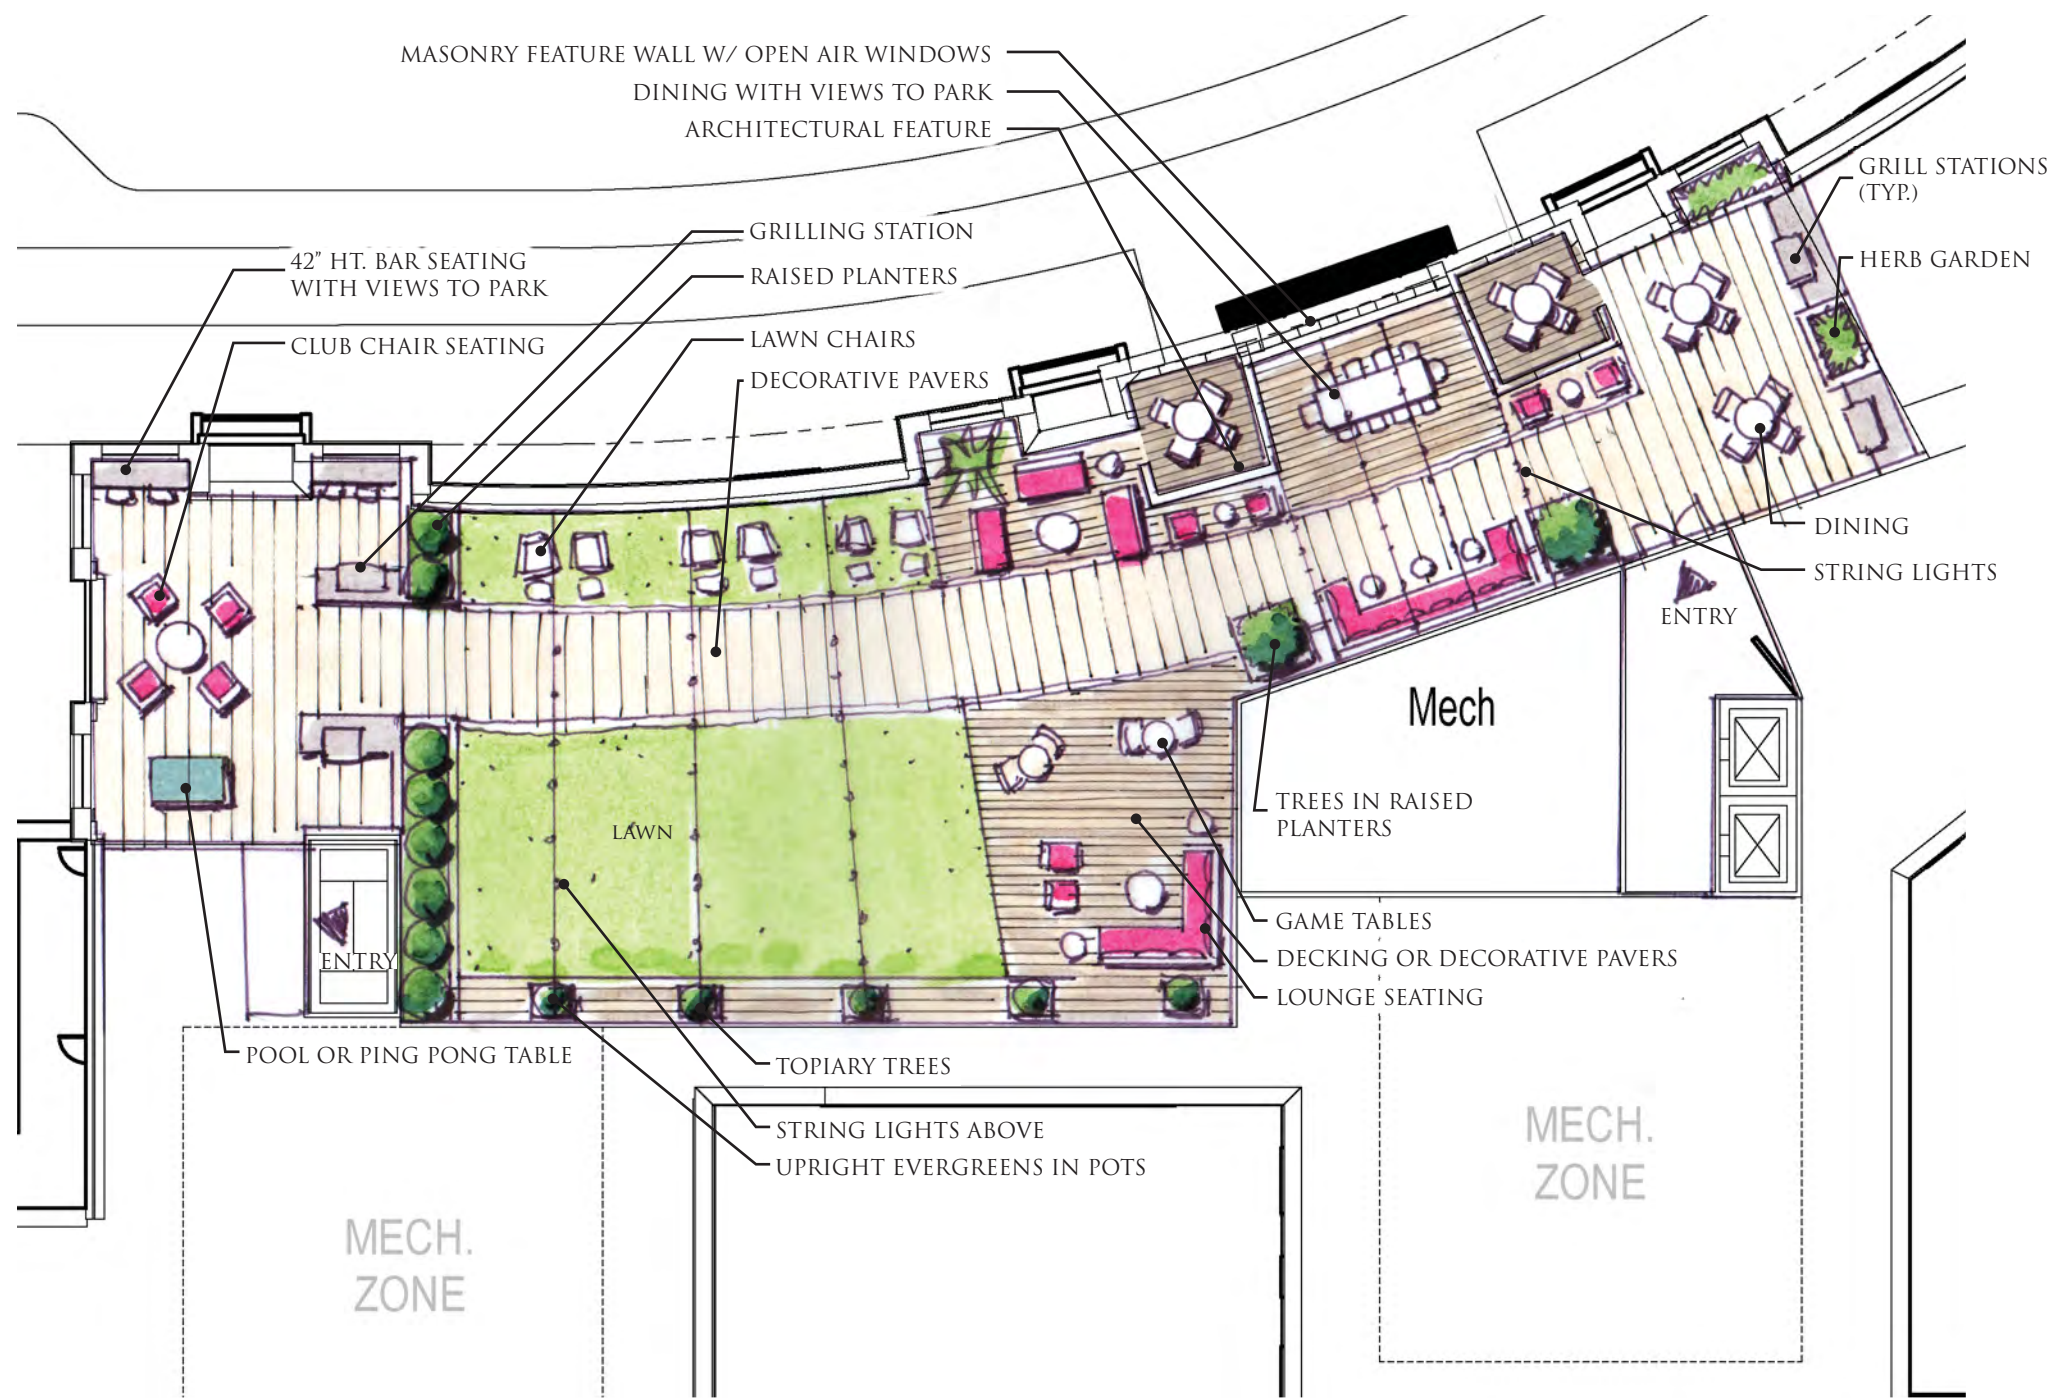 MASONRY FEATURE WALL W/ OPEN AIR WINDOWS
DINING WITH VIEWS TO PARK
ARCHITECTURAL FEATURE
GRILL STATIONS
(TYP.)
GRILLING STATION
42" HT. BAR SEATING
WITH VIEWS TO PARK
RAISED PLANTERS
HERB GARDEN
CLUB CHAIR SEATING
LAWN CHAIRS
DECORATIVE PAVERS
DINING
STRING LIGHTS
ENTRY
Mech
TREES IN RAISED
PLANTERS
LAWN
GAME TABLES
ENTRY
DECKING OR DECORATIVE PAVERS
LOUNGE SEATING
POOL OR PING PONG TABLE
TOPIARY TREES
STRING LIGHTS ABOVE
UPRIGHT EVERGREENS IN POTS
MECH.
ZONE
MECH.
ZONE